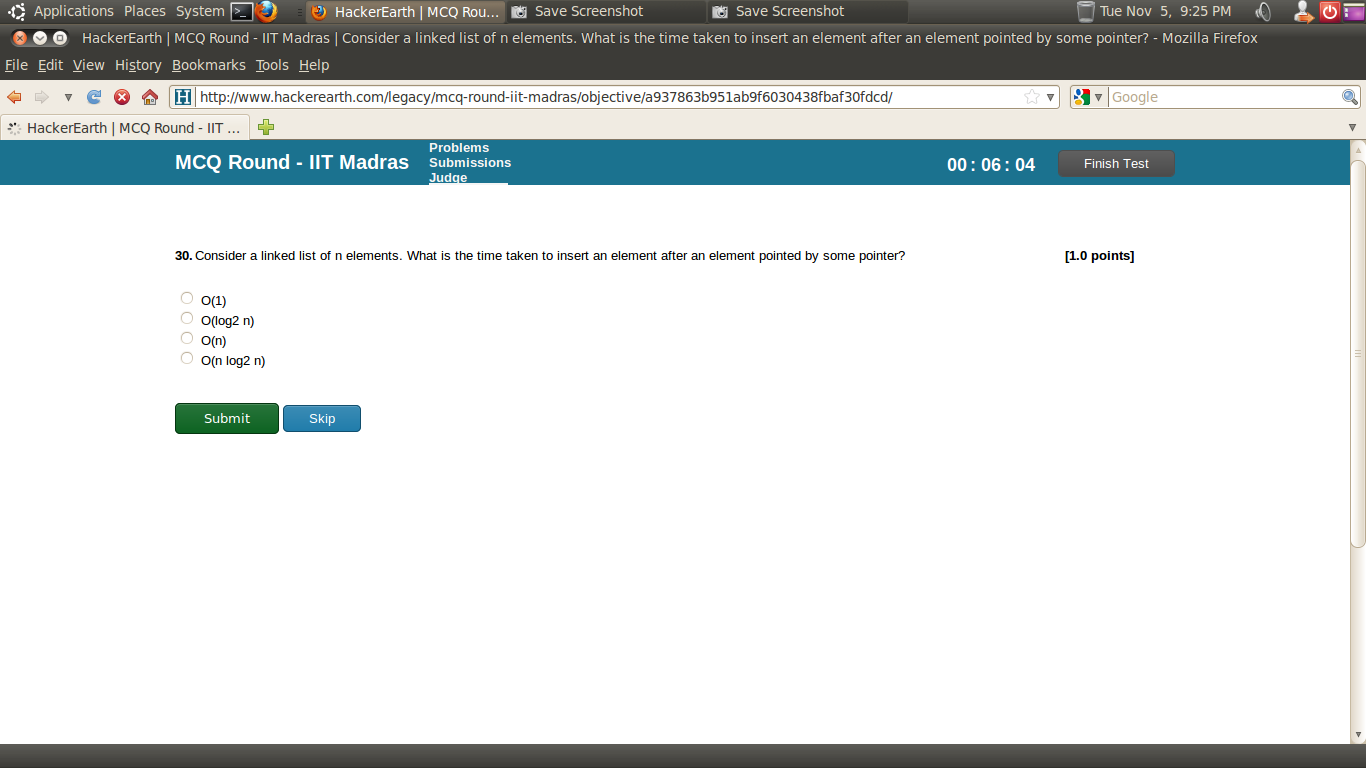 Applications Places System HackerEarth | MCQ Rou... Save Screenshot Save Screenshot Tue Nov 5, 9:25 PM
HackerEarth | MCQ Round - IIT Madras | Consider a linked list of n elements. What is the time taken to insert an element after an element pointed by some pointer? - Mozilla Firefox
File Edit View History Bookmarks Tools Help
http://www.hackerearth.com/legacy/mcq-round-iit-madras/objective/a937863b951ab9f6030438fbaf30fdcd/ Google
HackerEarth | MCQ Round - IIT ...
MCQ Round - IIT Madras
Problems
Submissions
Judge
00 : 06 : 04
Finish Test
30. Consider a linked list of n elements. What is the time taken to insert an element after an element pointed by some pointer? [1.0 points]
O(1)
O(log2 n)
O(n)
O(n log2 n)
Submit Skip